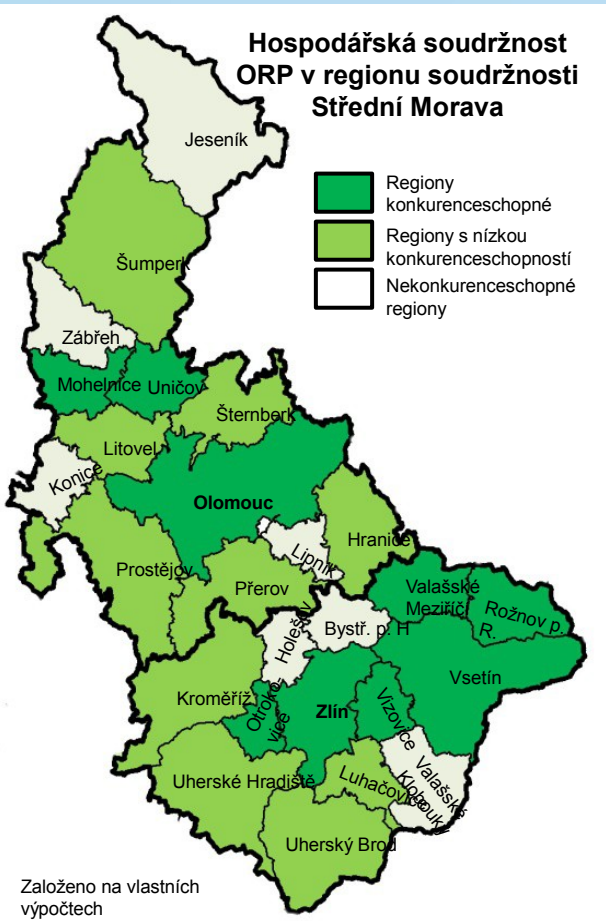 Hospodářská soudržnost
ORP v regionu soudržnosti
Střední Morava
Jeseník
Regiony
konkurenceschopné
Regiony s nízkou
konkurenceschopností
Nekonkurenceschopné
regiony
Šumperk
Zábřeh
Mohelnice
Uničov
Šternberk
Litovel
Konice
Olomouc
Hranice
Lipník
Prostějov
Přerov
Valašské
Meziříčí
Rožnov p.
R.
Holešov
Bystř. p. H
Vsetín
Kroměříž
Otroko-
vice
Zlín
Vizovice
Uherské Hradiště
Luhačovice
Valašské
Klobouky
Uherský Brod
Založeno na vlastních
výpočtech